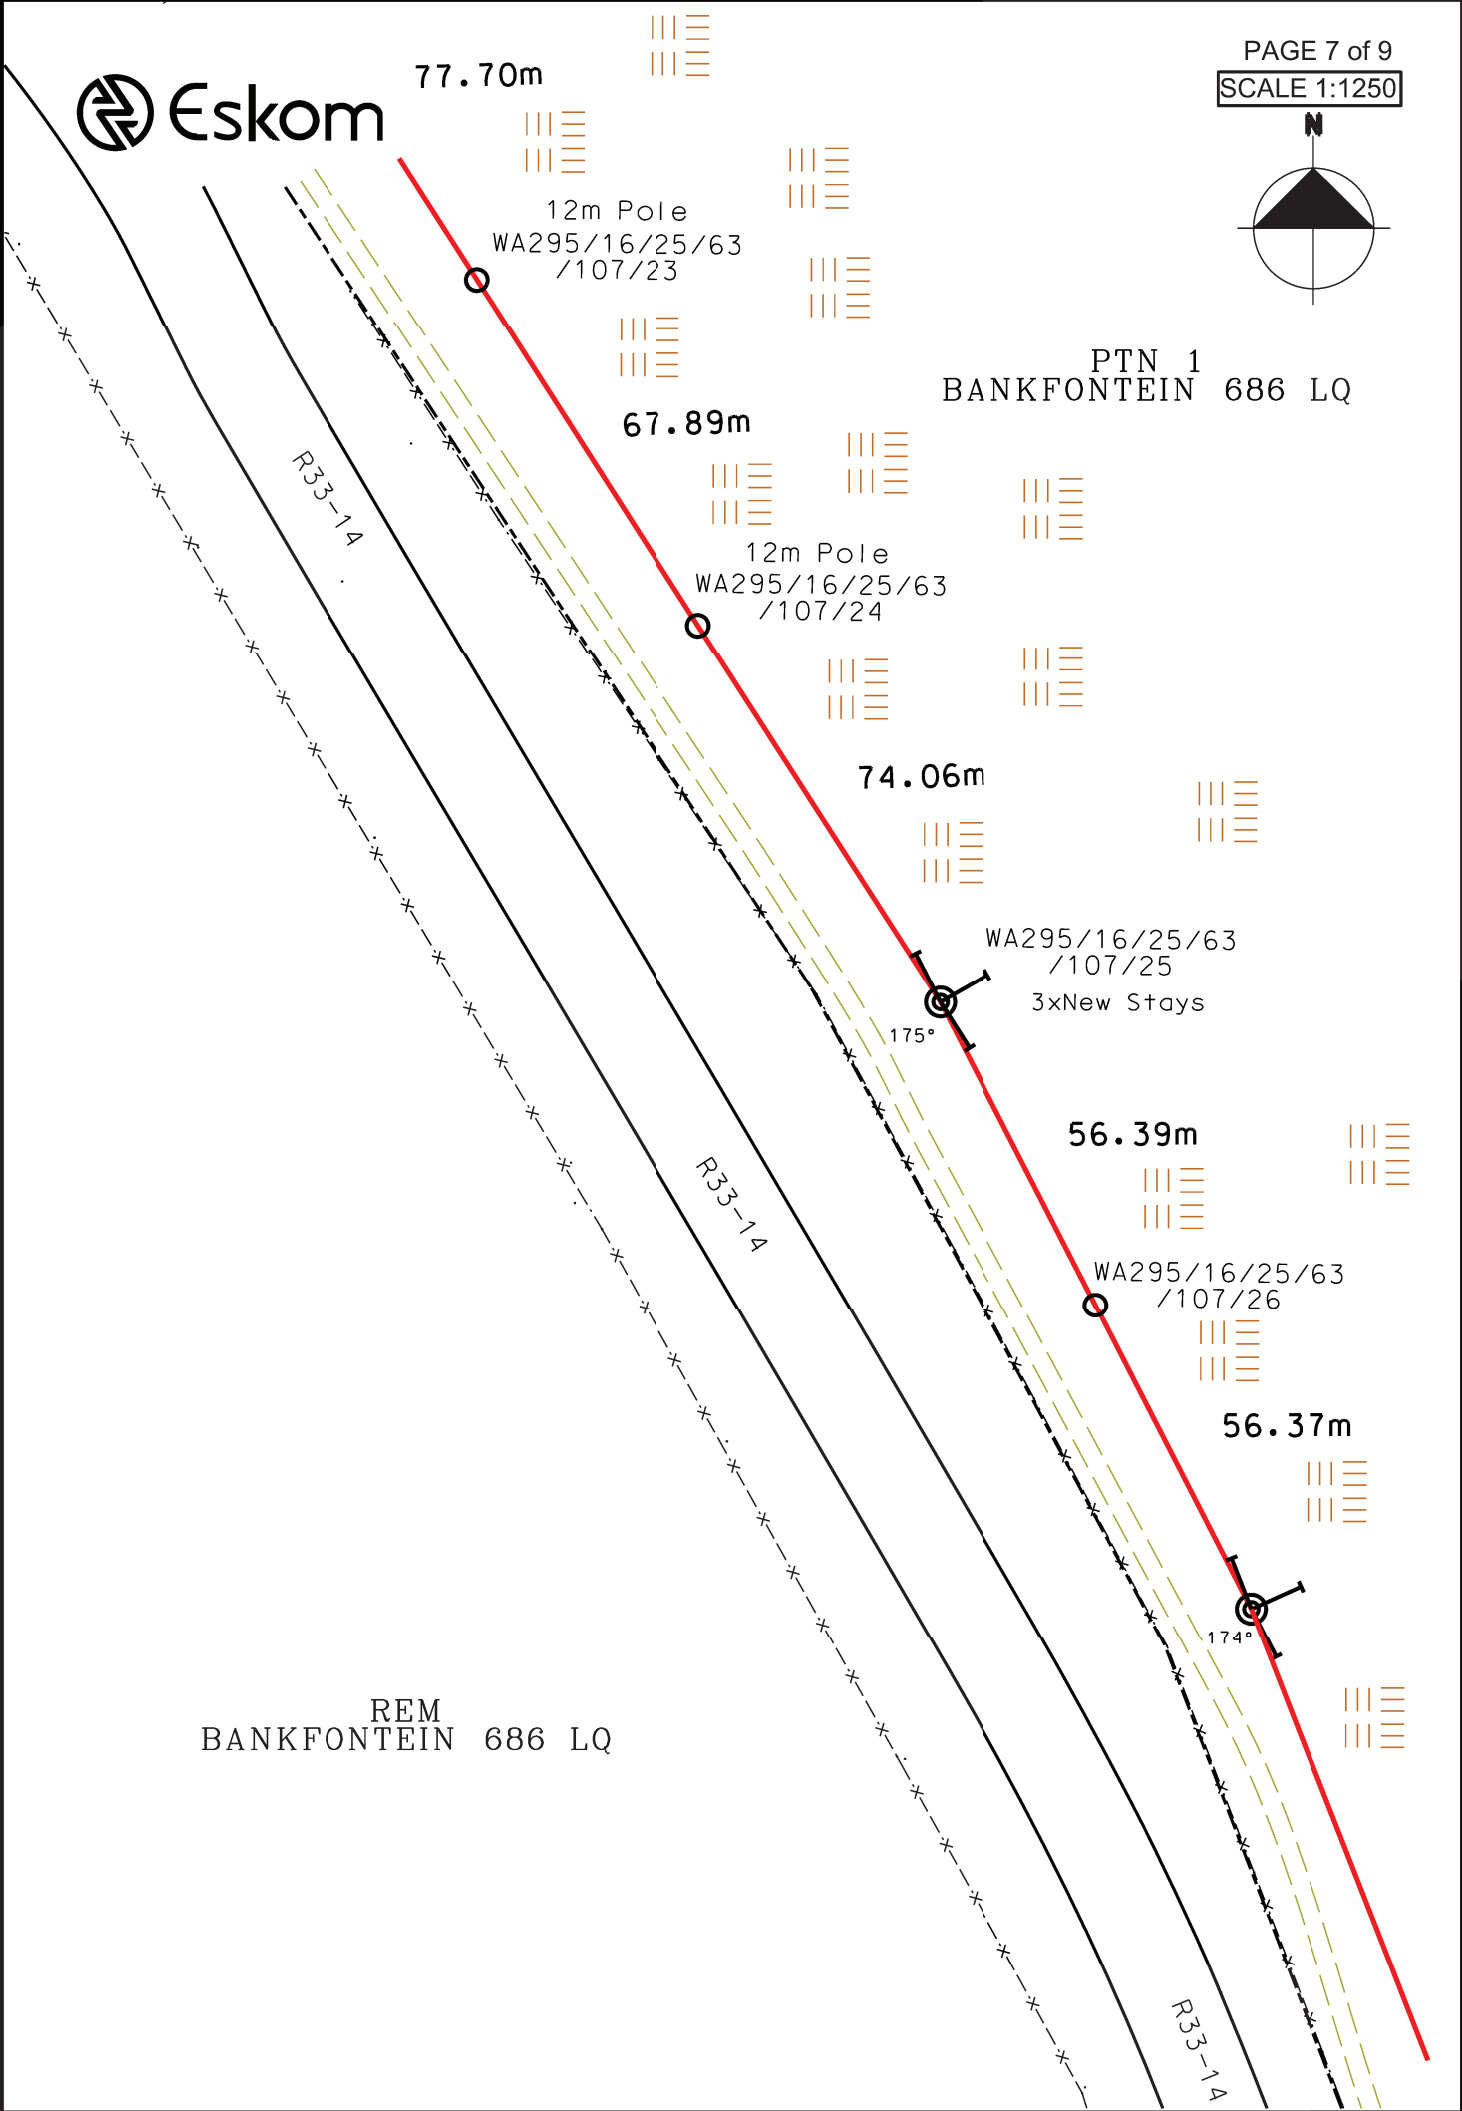 PAGE 7 of 9
SCALE 1:1250
N
Eskom
77.70m
12m Pole
WA295/16/25/63
/107/23
PTN 1
BANKFONTEIN 686 LQ
67.89m
R33-14
12m Pole
WA295/16/25/63
/107/24
74.06m
WA295/16/25/63
/107/25
3xNew Stays
175°
56.39m
R33-14
WA295/16/25/63
/107/26
56.37m
174°
REM
BANKFONTEIN 686 LQ
R33-14